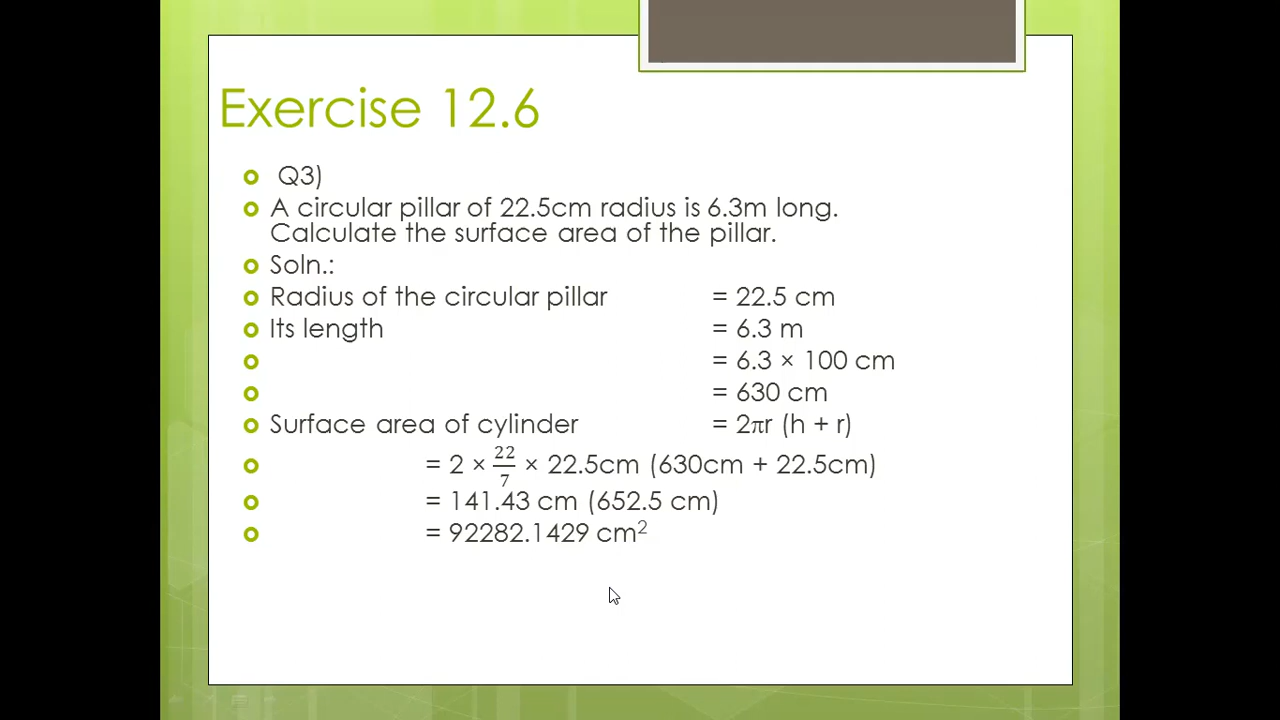 Exercise 12.6
Q3)
A circular pillar of 22.5cm radius is 6.3m long.
Calculate the surface area of the pillar.
Soln.:
Radius of the circular pillar = 22.5 cm
Its length = 6.3 m
= 6.3 × 100 cm
= 630 cm
Surface area of cylinder = 2πr (h + r)
= 2 × 22/7 × 22.5cm (630cm + 22.5cm)
= 141.43 cm (652.5 cm)
= 92282.1429 cm²